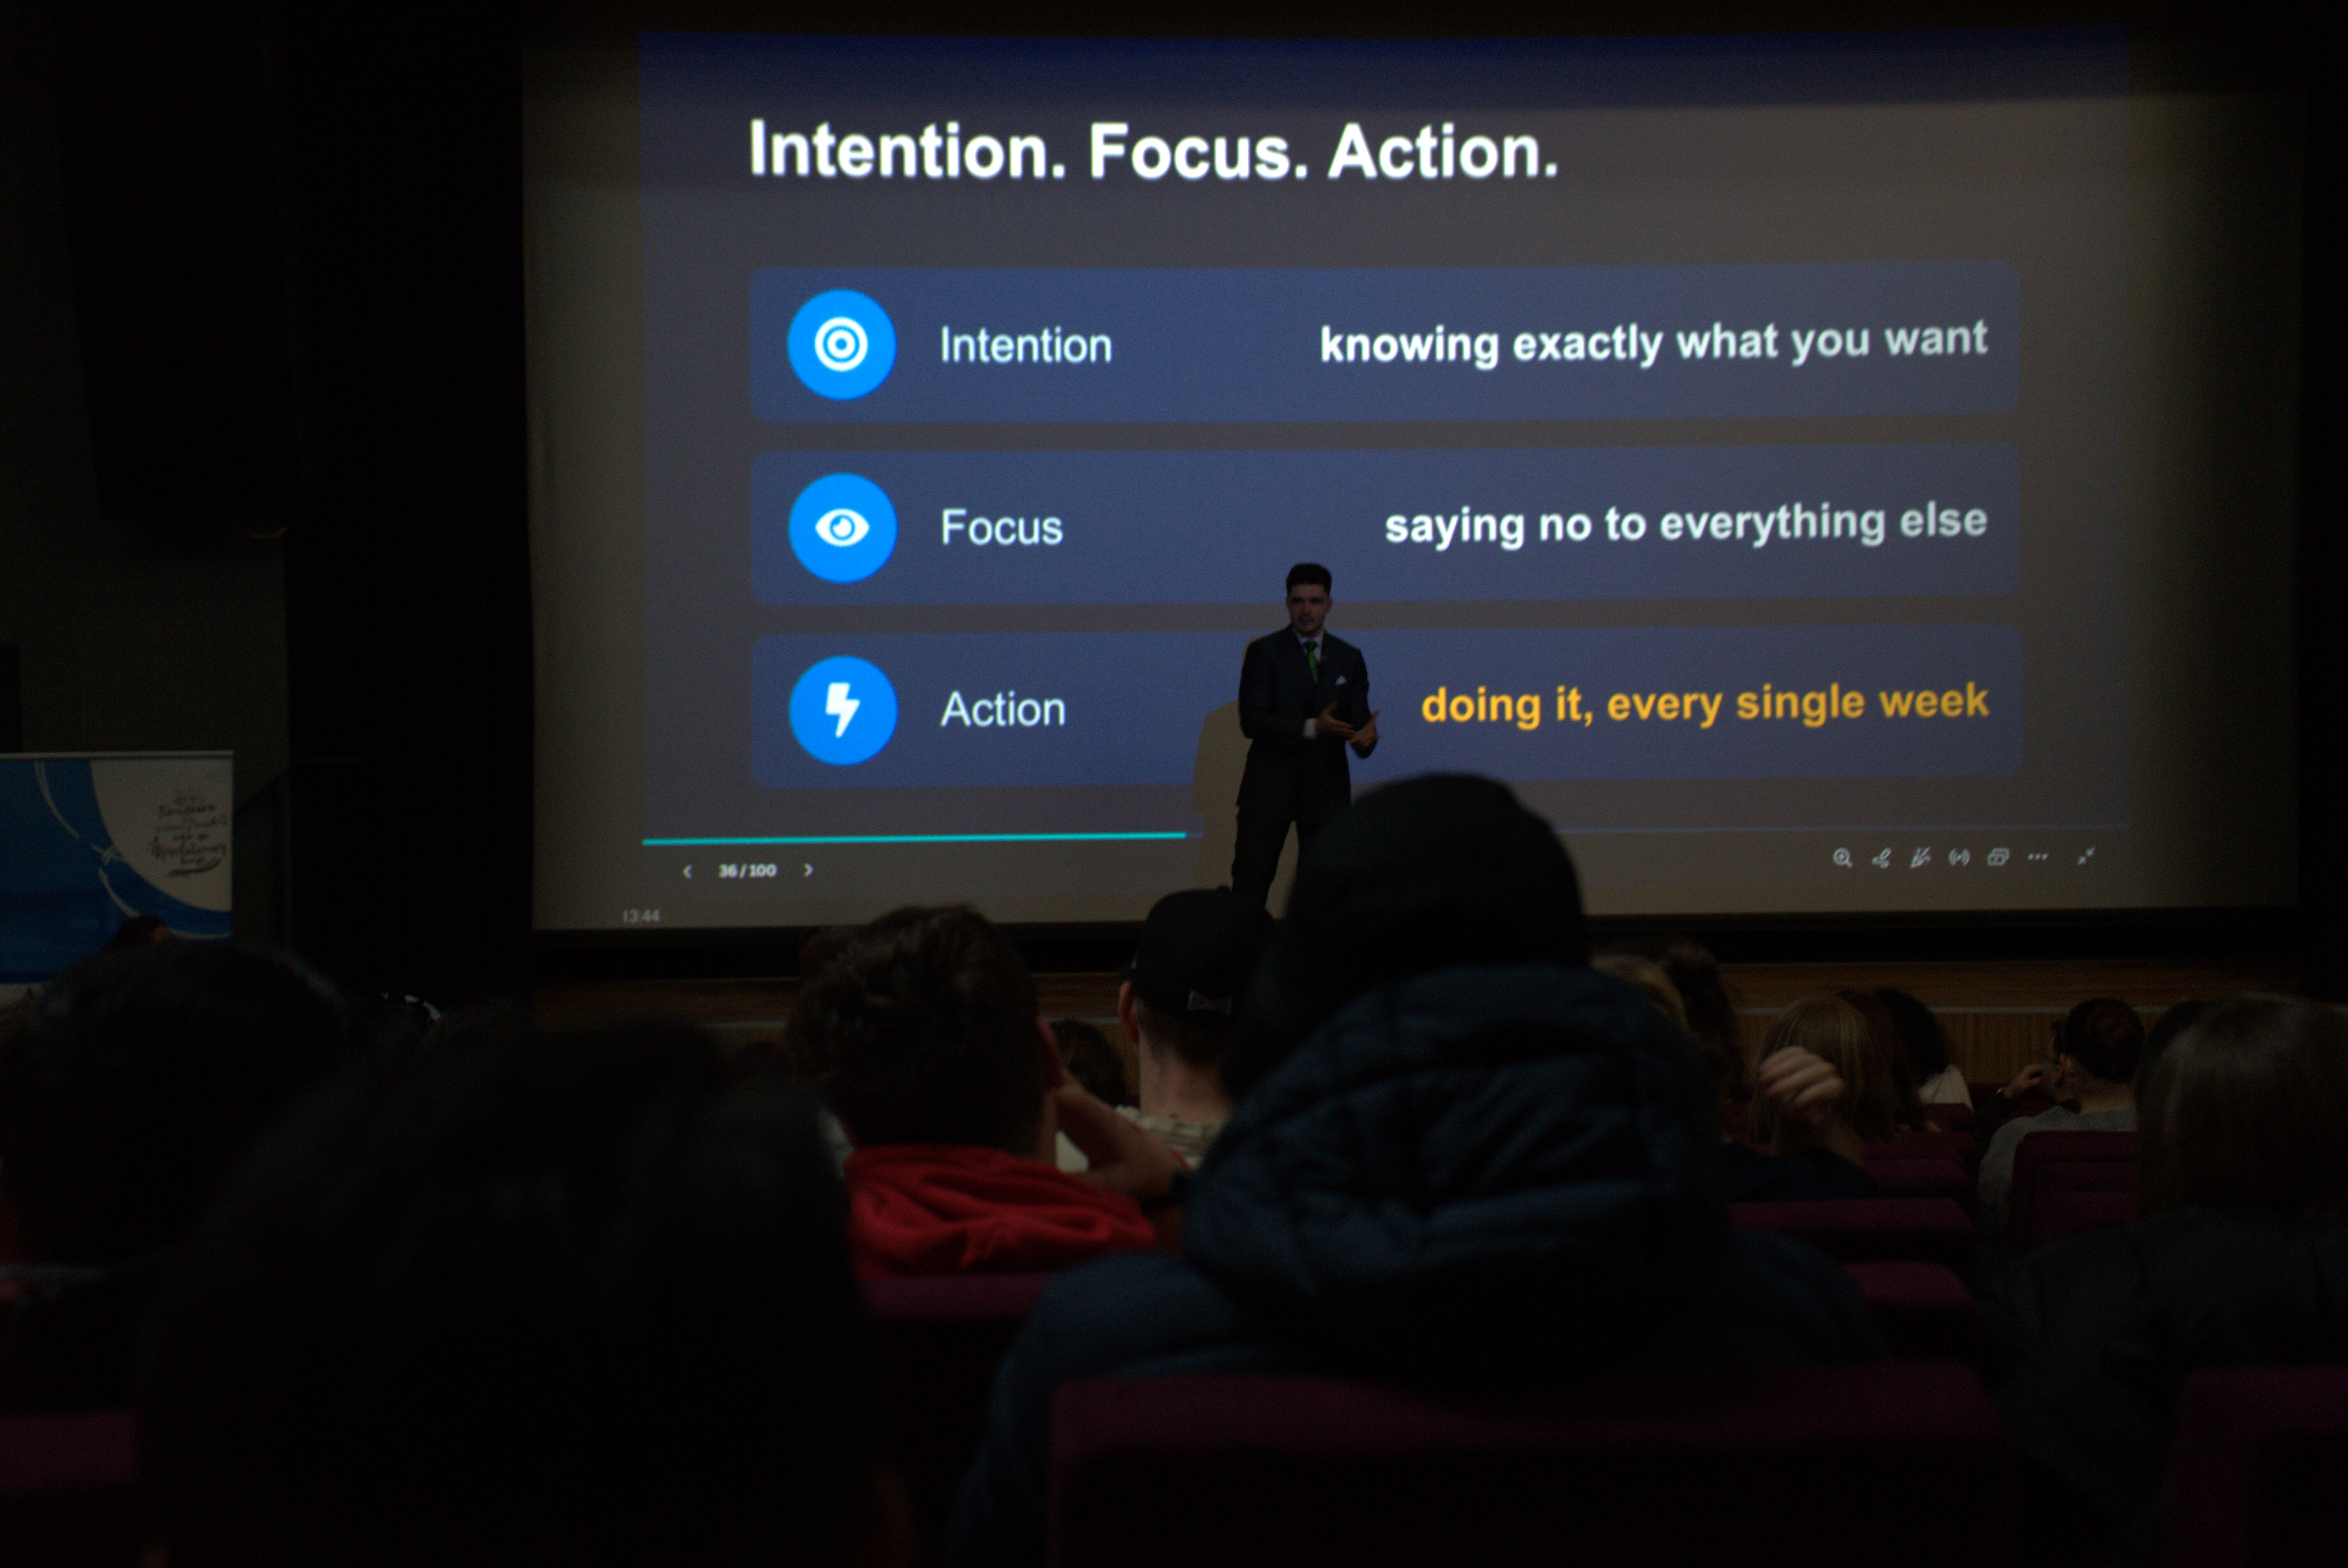 Intention. Focus. Action.
Intention
knowing exactly what you want
Focus
saying no to everything else
Action
doing it, every single week
36 / 100
13:44